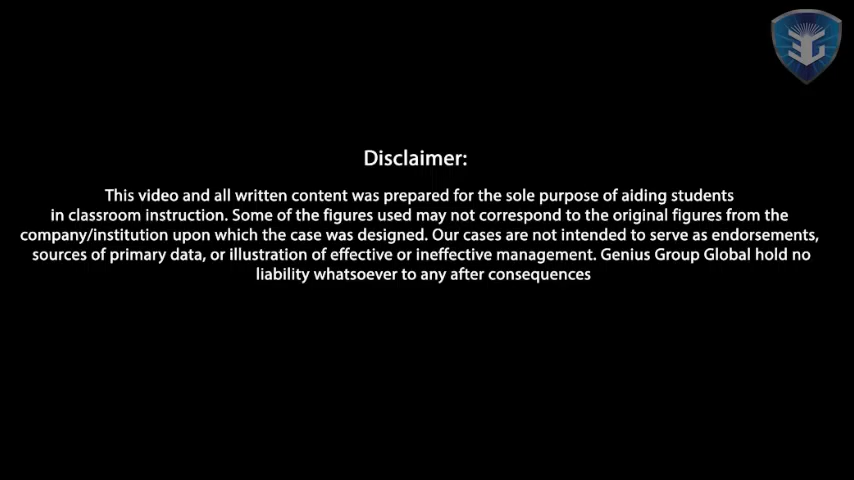 Disclaimer:
This video and all written content was prepared for the sole purpose of aiding students
in classroom instruction. Some of the figures used may not correspond to the original figures from the
company/institution upon which the case was designed. Our cases are not intended to serve as endorsements,
sources of primary data, or illustration of effective or ineffective management. Genius Group Global hold no
liability whatsoever to any after consequences